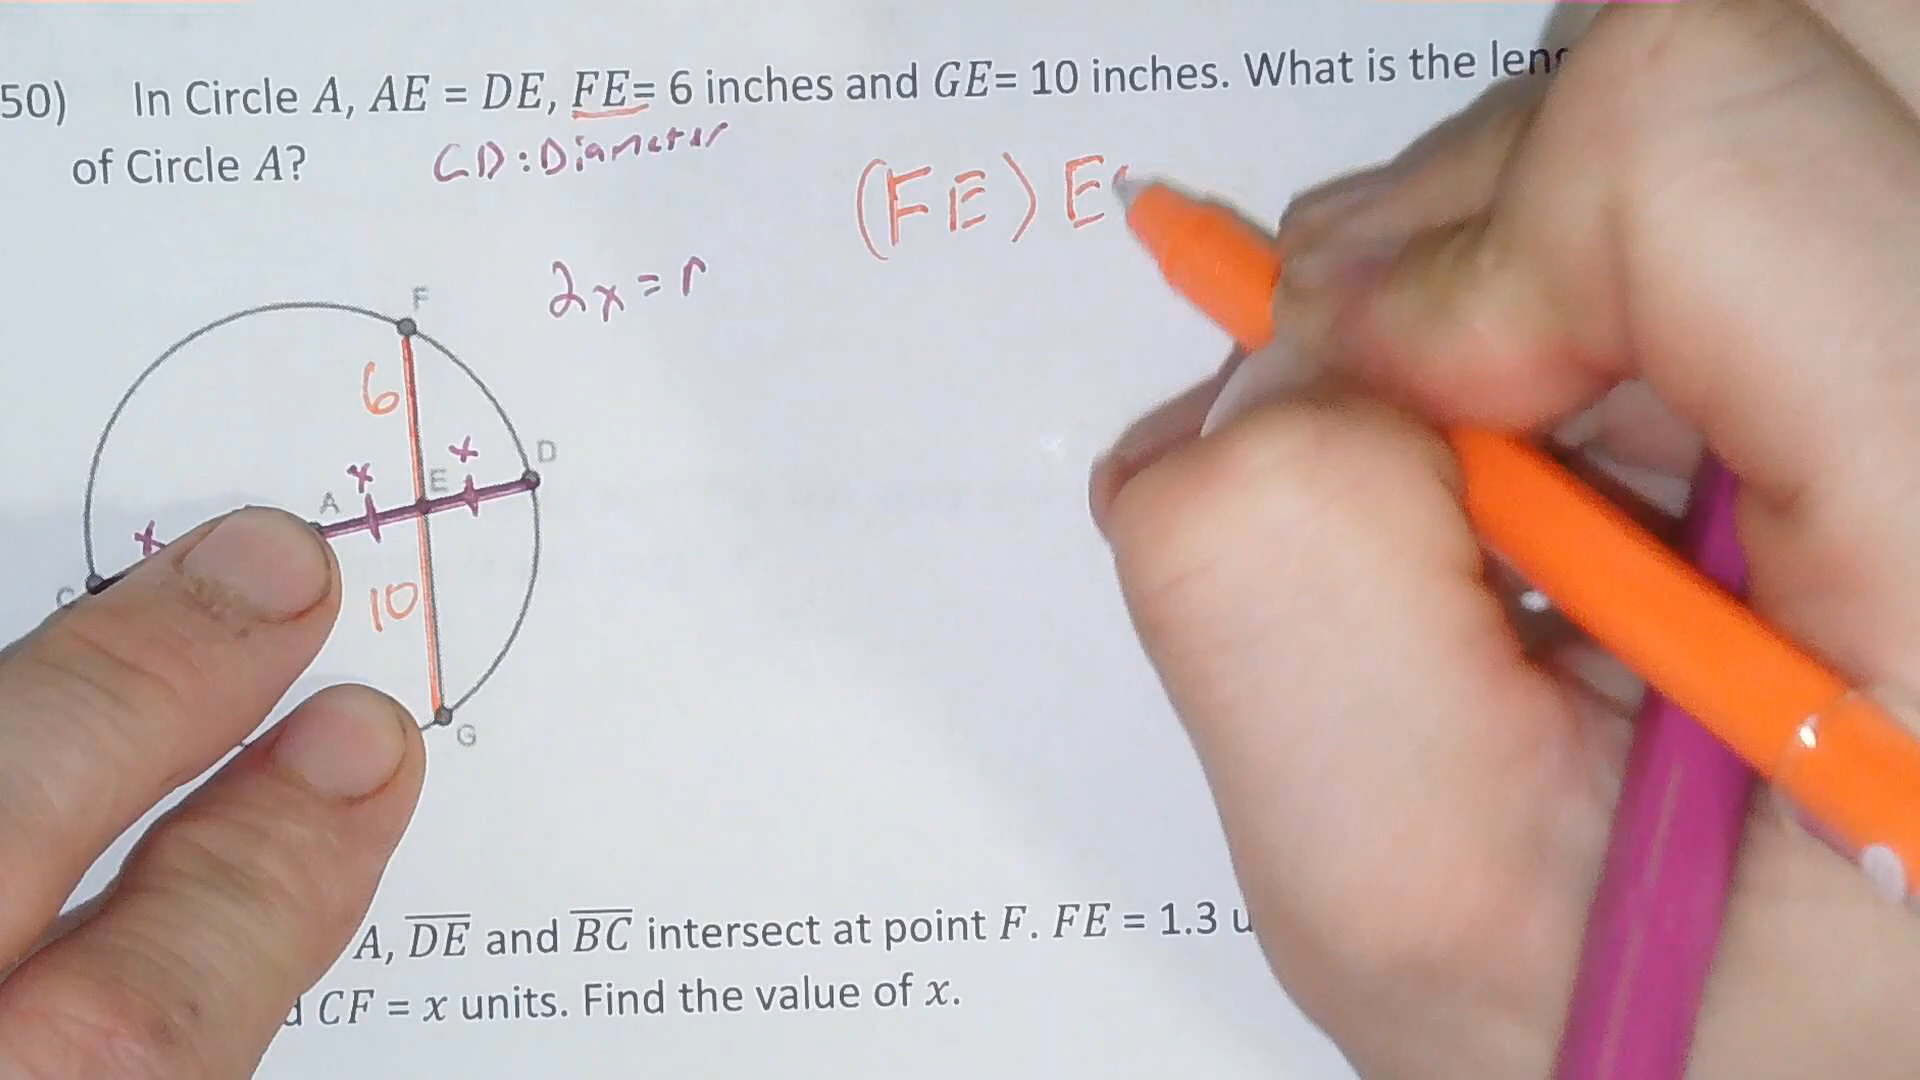 50) In Circle A, AE = DE, FE= 6 inches and GE= 10 inches. What is the
of Circle A?
CD:Diameter
(FE) E
2x=r
F
6
x
x
D
E
A
x
C
10
G
A, DE and BC intersect at point F. FE = 1.3
CF = x units. Find the value of x.